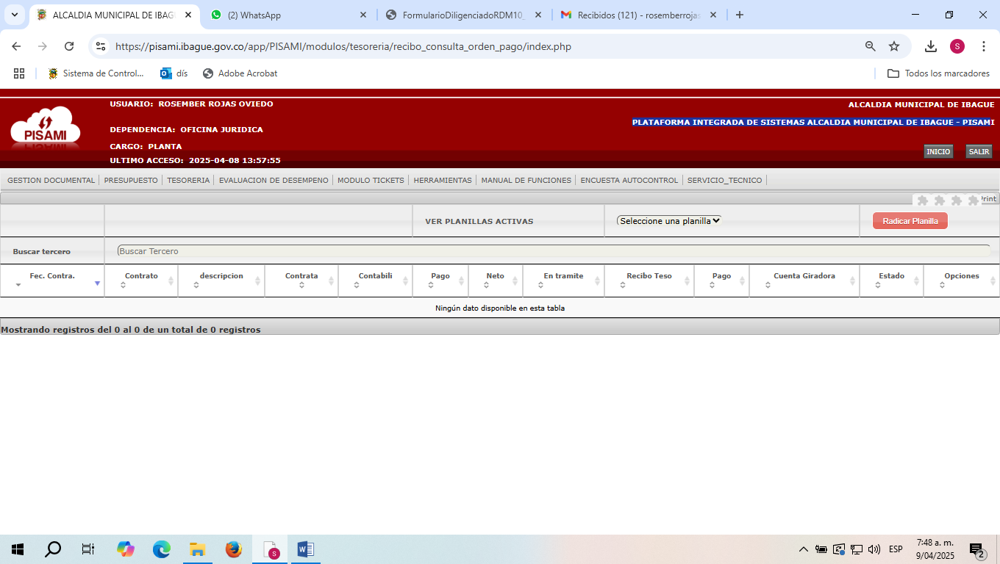 ALCALDIA MUNICIPAL DE IBAGU
(2) WhatsApp
FormularioDiligenciadoRDM10_
Recibidos (121) - rosemberrojas
https://pisami.ibague.gov.co/app/PISAMI/modulos/tesoreria/recibo_consulta_orden_pago/index.php
S
Sistema de Control...
dís
Adobe Acrobat
Todos los marcadores
PISAMI
USUARIO: ROSEMBER ROJAS OVIEDO
DEPENDENCIA: OFICINA JURIDICA
CARGO: PLANTA
ULTIMO ACCESO: 2025-04-08 13:57:55
ALCALDIA MUNICIPAL DE IBAGUE
PLATAFORMA INTEGRADA DE SISTEMAS ALCALDIA MUNICIPAL DE IBAGUE - PISAMI
INICIO SALIR
GESTION DOCUMENTAL PRESUPUESTO TESORERIA EVALUACION DE DESEMPENO MODULO TICKETS HERRAMIENTAS MANUAL DE FUNCIONES ENCUESTA AUTOCONTROL SERVICIO_TECNICO
Print
VER PLANILLAS ACTIVAS Seleccione una planilla Radicar Planilla
Buscar tercero Buscar Tercero
Fec. Contra. Contrato descripcion Contrata Contabili Pago Neto En tramite Recibo Teso Pago Cuenta Giradora Estado Opciones
Ningún dato disponible en esta tabla
Mostrando registros del 0 al 0 de un total de 0 registros
S
ESP
7:48 a. m.
9/04/2025
2